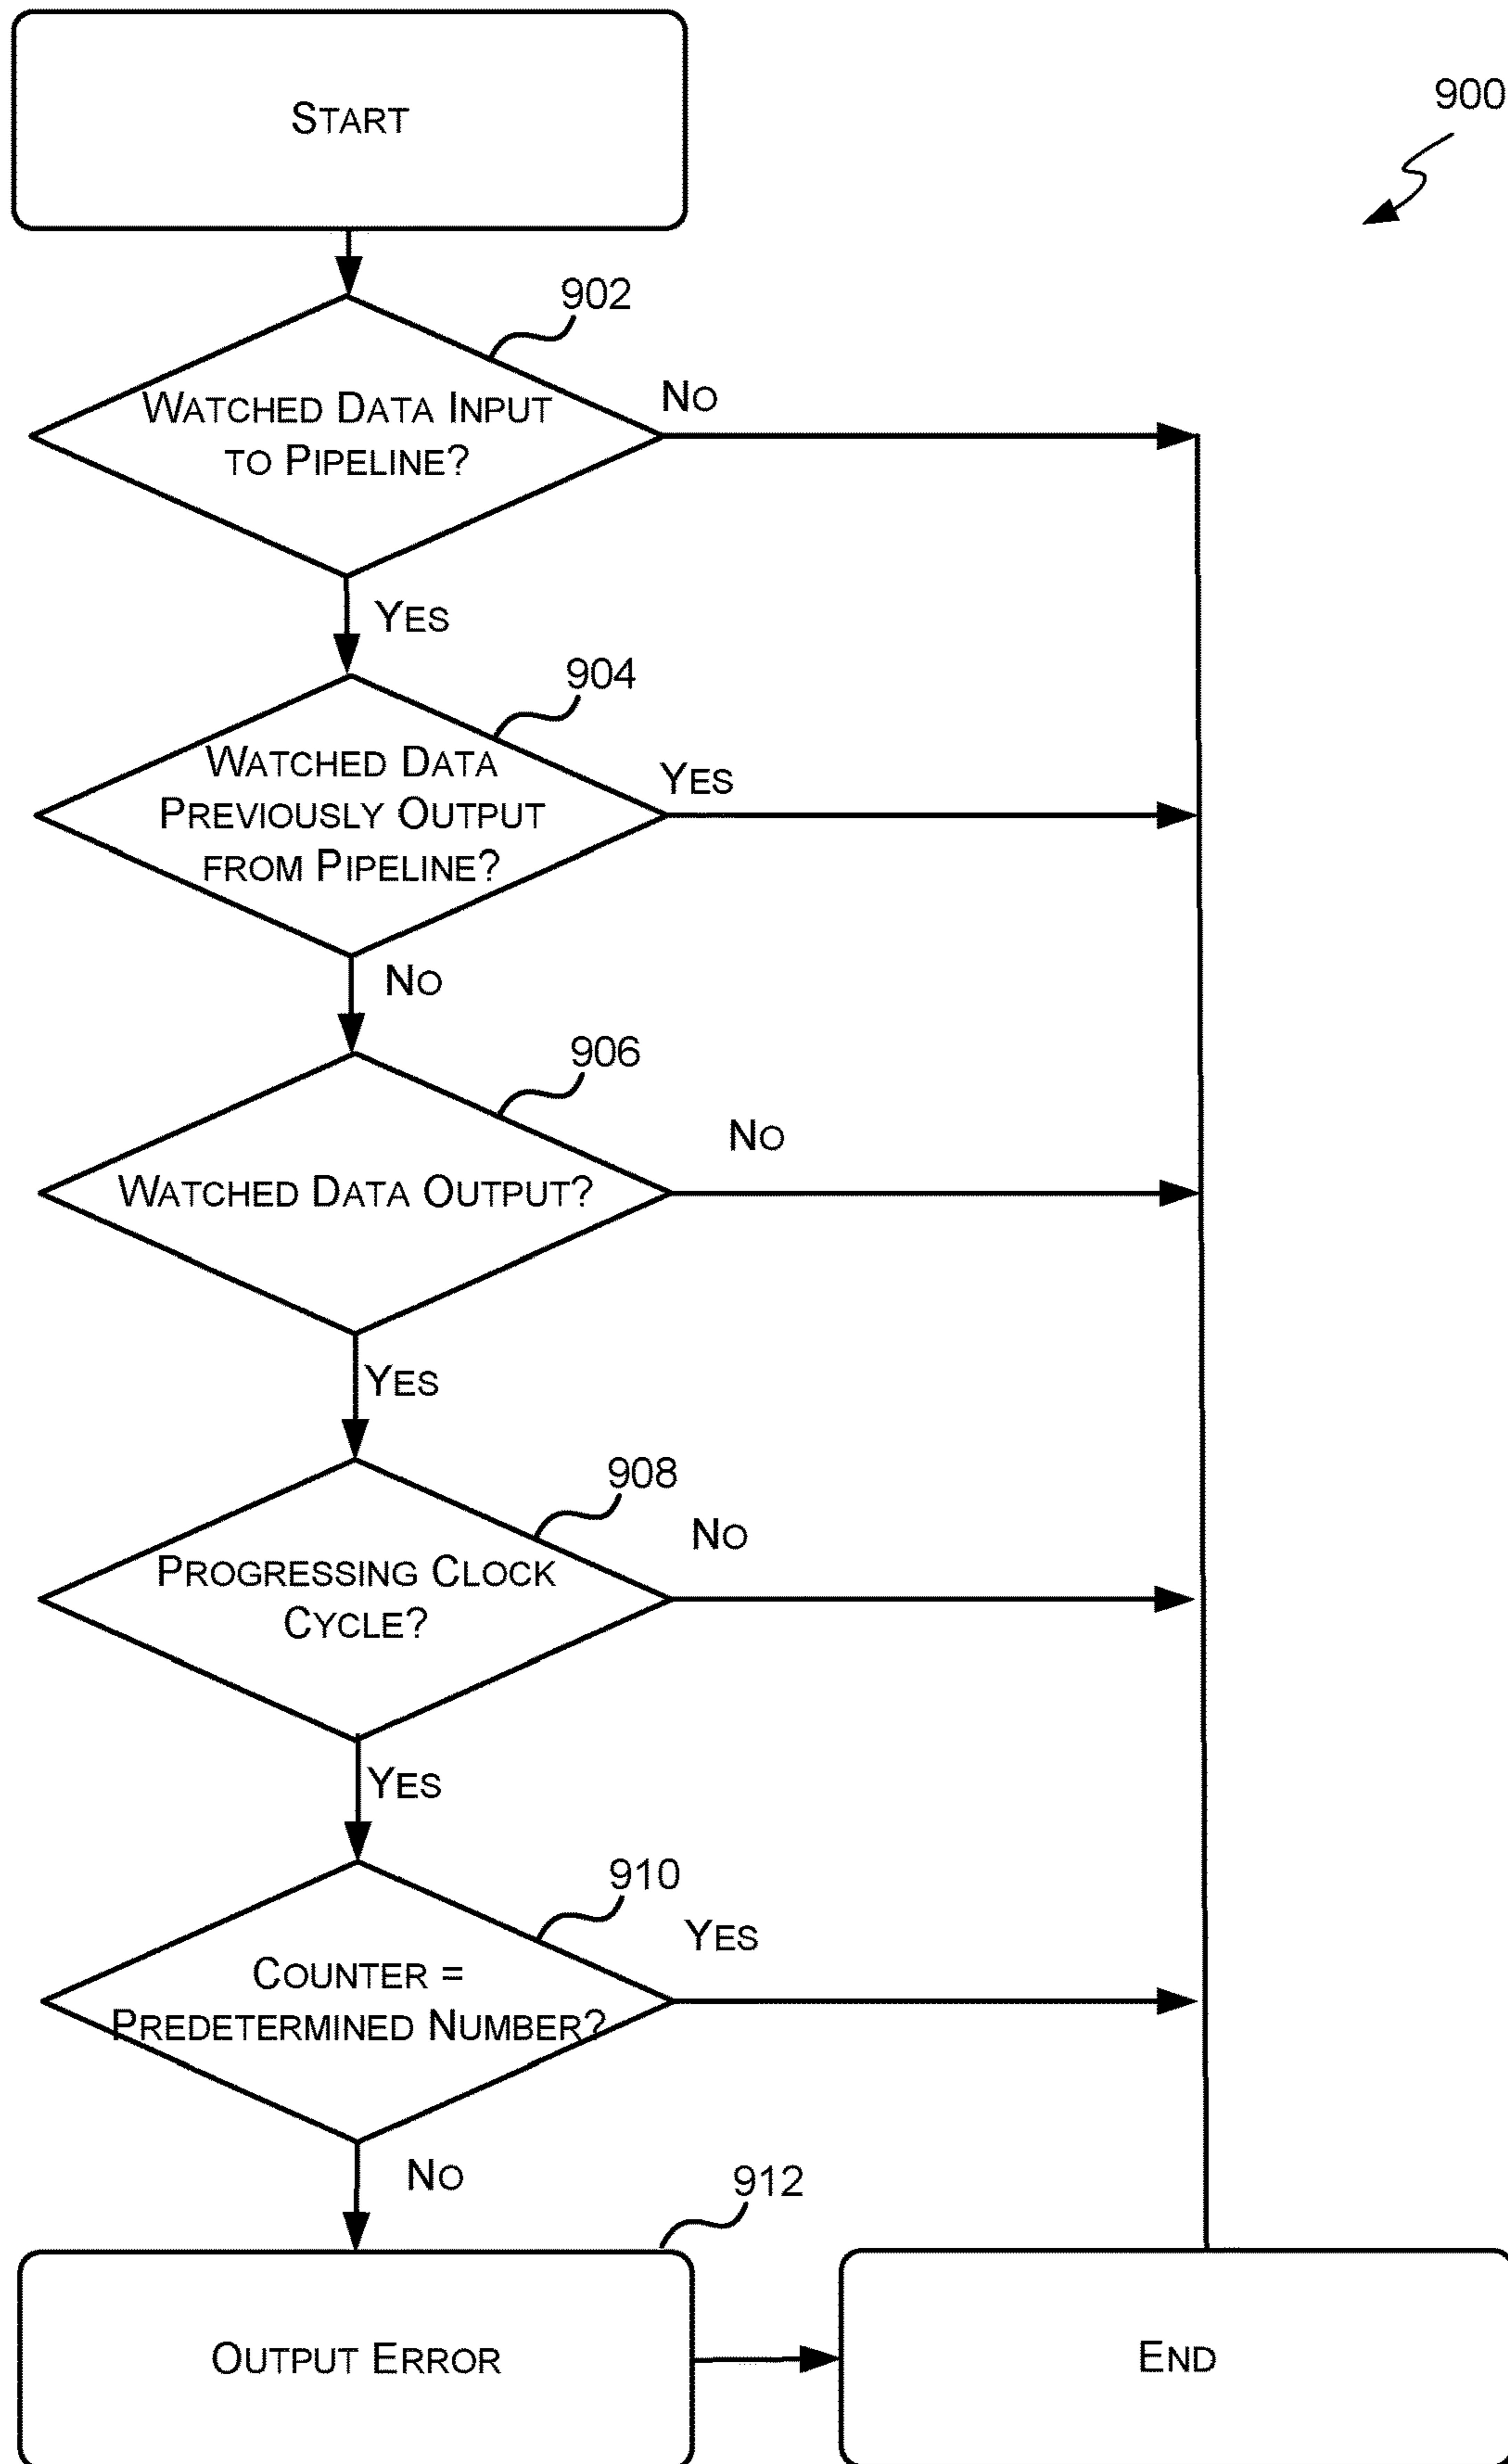 START
900
902
WATCHED DATA INPUT
TO PIPELINE?
NO
YES
904
WATCHED DATA
PREVIOUSLY OUTPUT
FROM PIPELINE?
YES
NO
906
WATCHED DATA OUTPUT?
NO
YES
908
PROGRESSING CLOCK
CYCLE?
NO
YES
910
COUNTER =
PREDETERMINED NUMBER?
YES
NO
912
OUTPUT ERROR
END